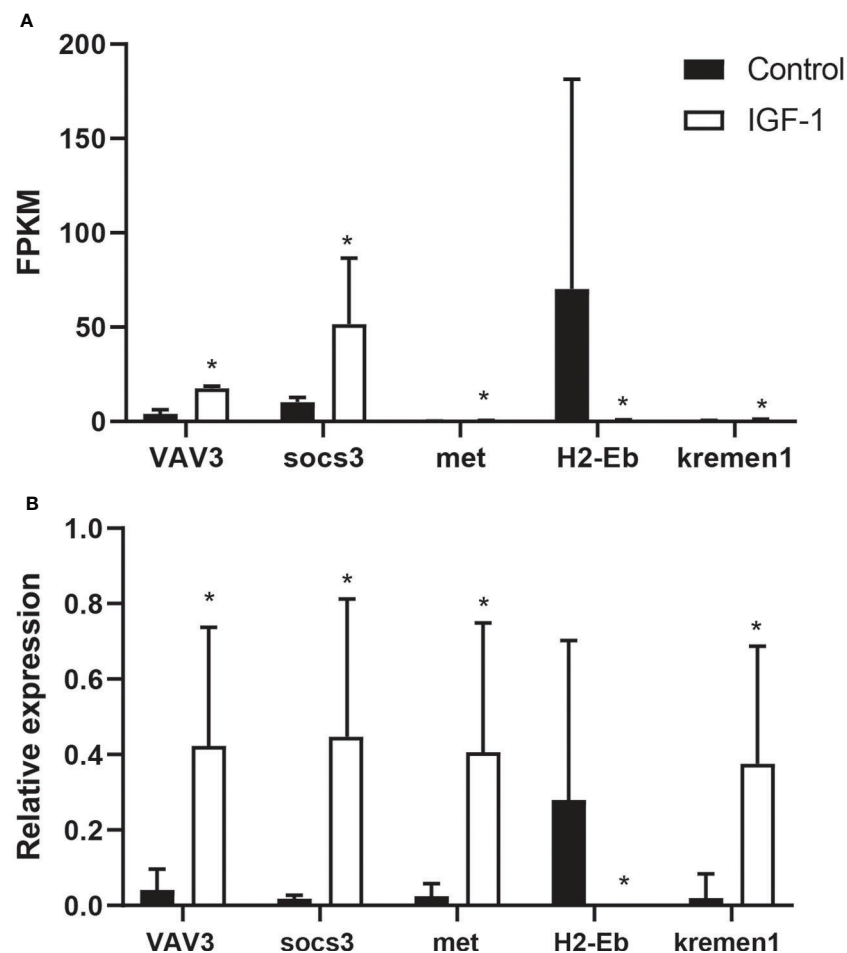 A
200
150
100
50
0
FPKM
Control
IGF-1
*
*
*
*
*
VAV3 socs3 met H2-Eb kremen1
B
1.0
0.8
0.6
0.4
0.2
0.0
Relative expression
*
*
*
*
*
VAV3 socs3 met H2-Eb kremen1